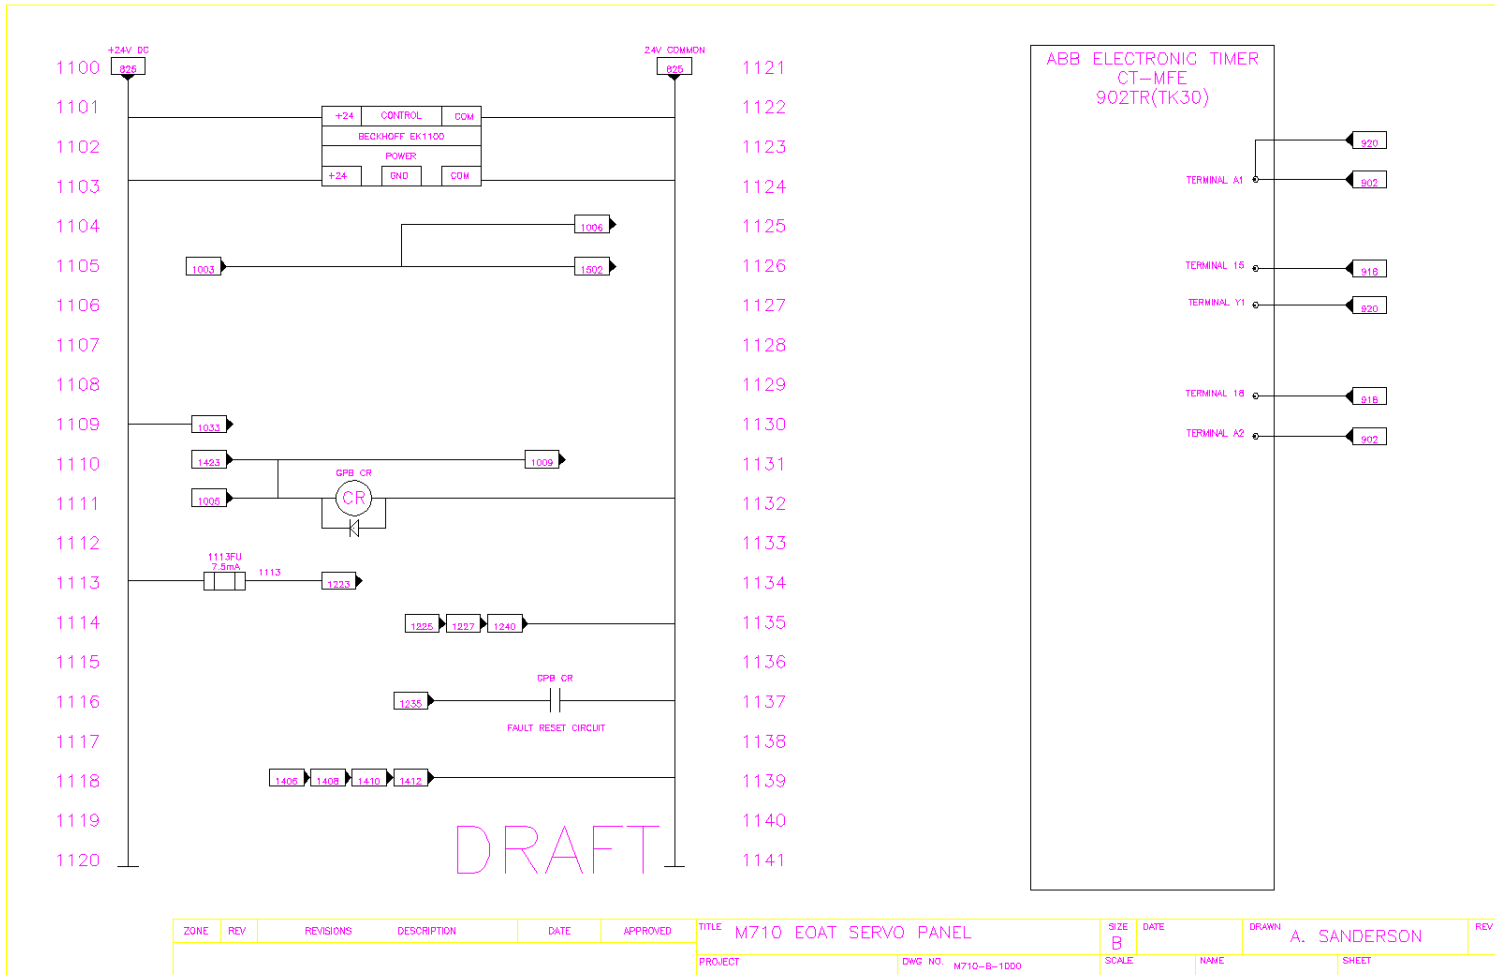 +24V DC
24V COMMON
1100
825
825
1121
1101
+24 CONTROL COM
1122
BECKHOFF EK1100
1102
POWER
1123
1103
+24 GND COM
1124
1104
1006
1125
1105
1003
1502
1126
1106
1127
1107
1128
1108
1129
1109
1033
1130
1110
1423
1009
1131
GPB CR
1111
1005
CR
1132
1112
1133
1113FU
7.5mA
1113
1113
1223
1134
1114
1225 1227 1240
1135
1115
1136
GPB CR
1116
1235
1137
FAULT RESET CIRCUIT
1117
1138
1118
1405 1408 1410 1412
1139
1119
1140
DRAFT
1120
1141
ABB ELECTRONIC TIMER
CT-MFE
902TR(TK30)
920
TERMINAL A1
902
TERMINAL 15
916
TERMINAL Y1
920
TERMINAL 18
918
TERMINAL A2
902
ZONE REV REVISIONS DESCRIPTION DATE APPROVED
TITLE M710 EOAT SERVO PANEL
SIZE B
DATE
DRAWN A. SANDERSON
REV
PROJECT
DWG NO. M710-B-1000
SCALE
NAME
SHEET